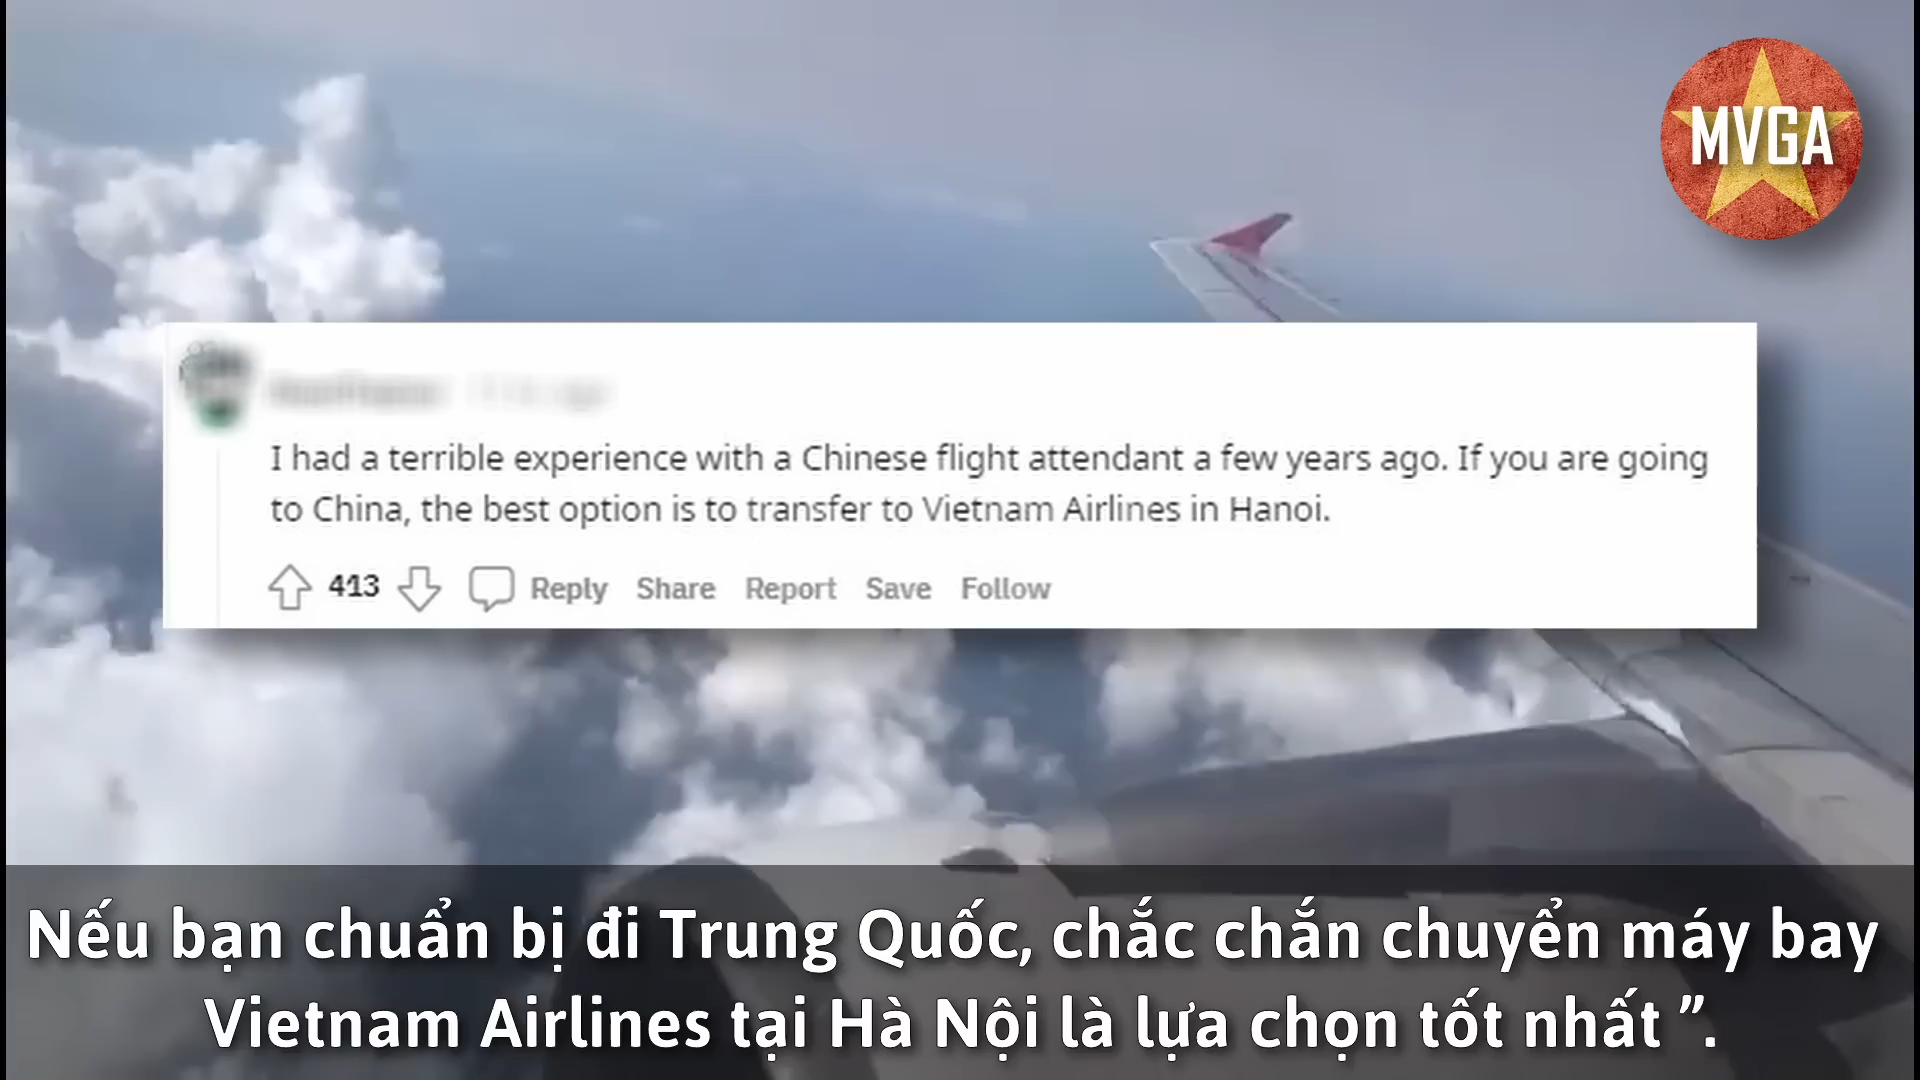 MVGA
I had a terrible experience with a Chinese flight attendant a few years ago. If you are going
to China, the best option is to transfer to Vietnam Airlines in Hanoi.
413 Reply Share Report Save Follow
Nếu bạn chuẩn bị đi Trung Quốc, chắc chắn chuyển máy bay
Vietnam Airlines tại Hà Nội là lựa chọn tốt nhất ”.